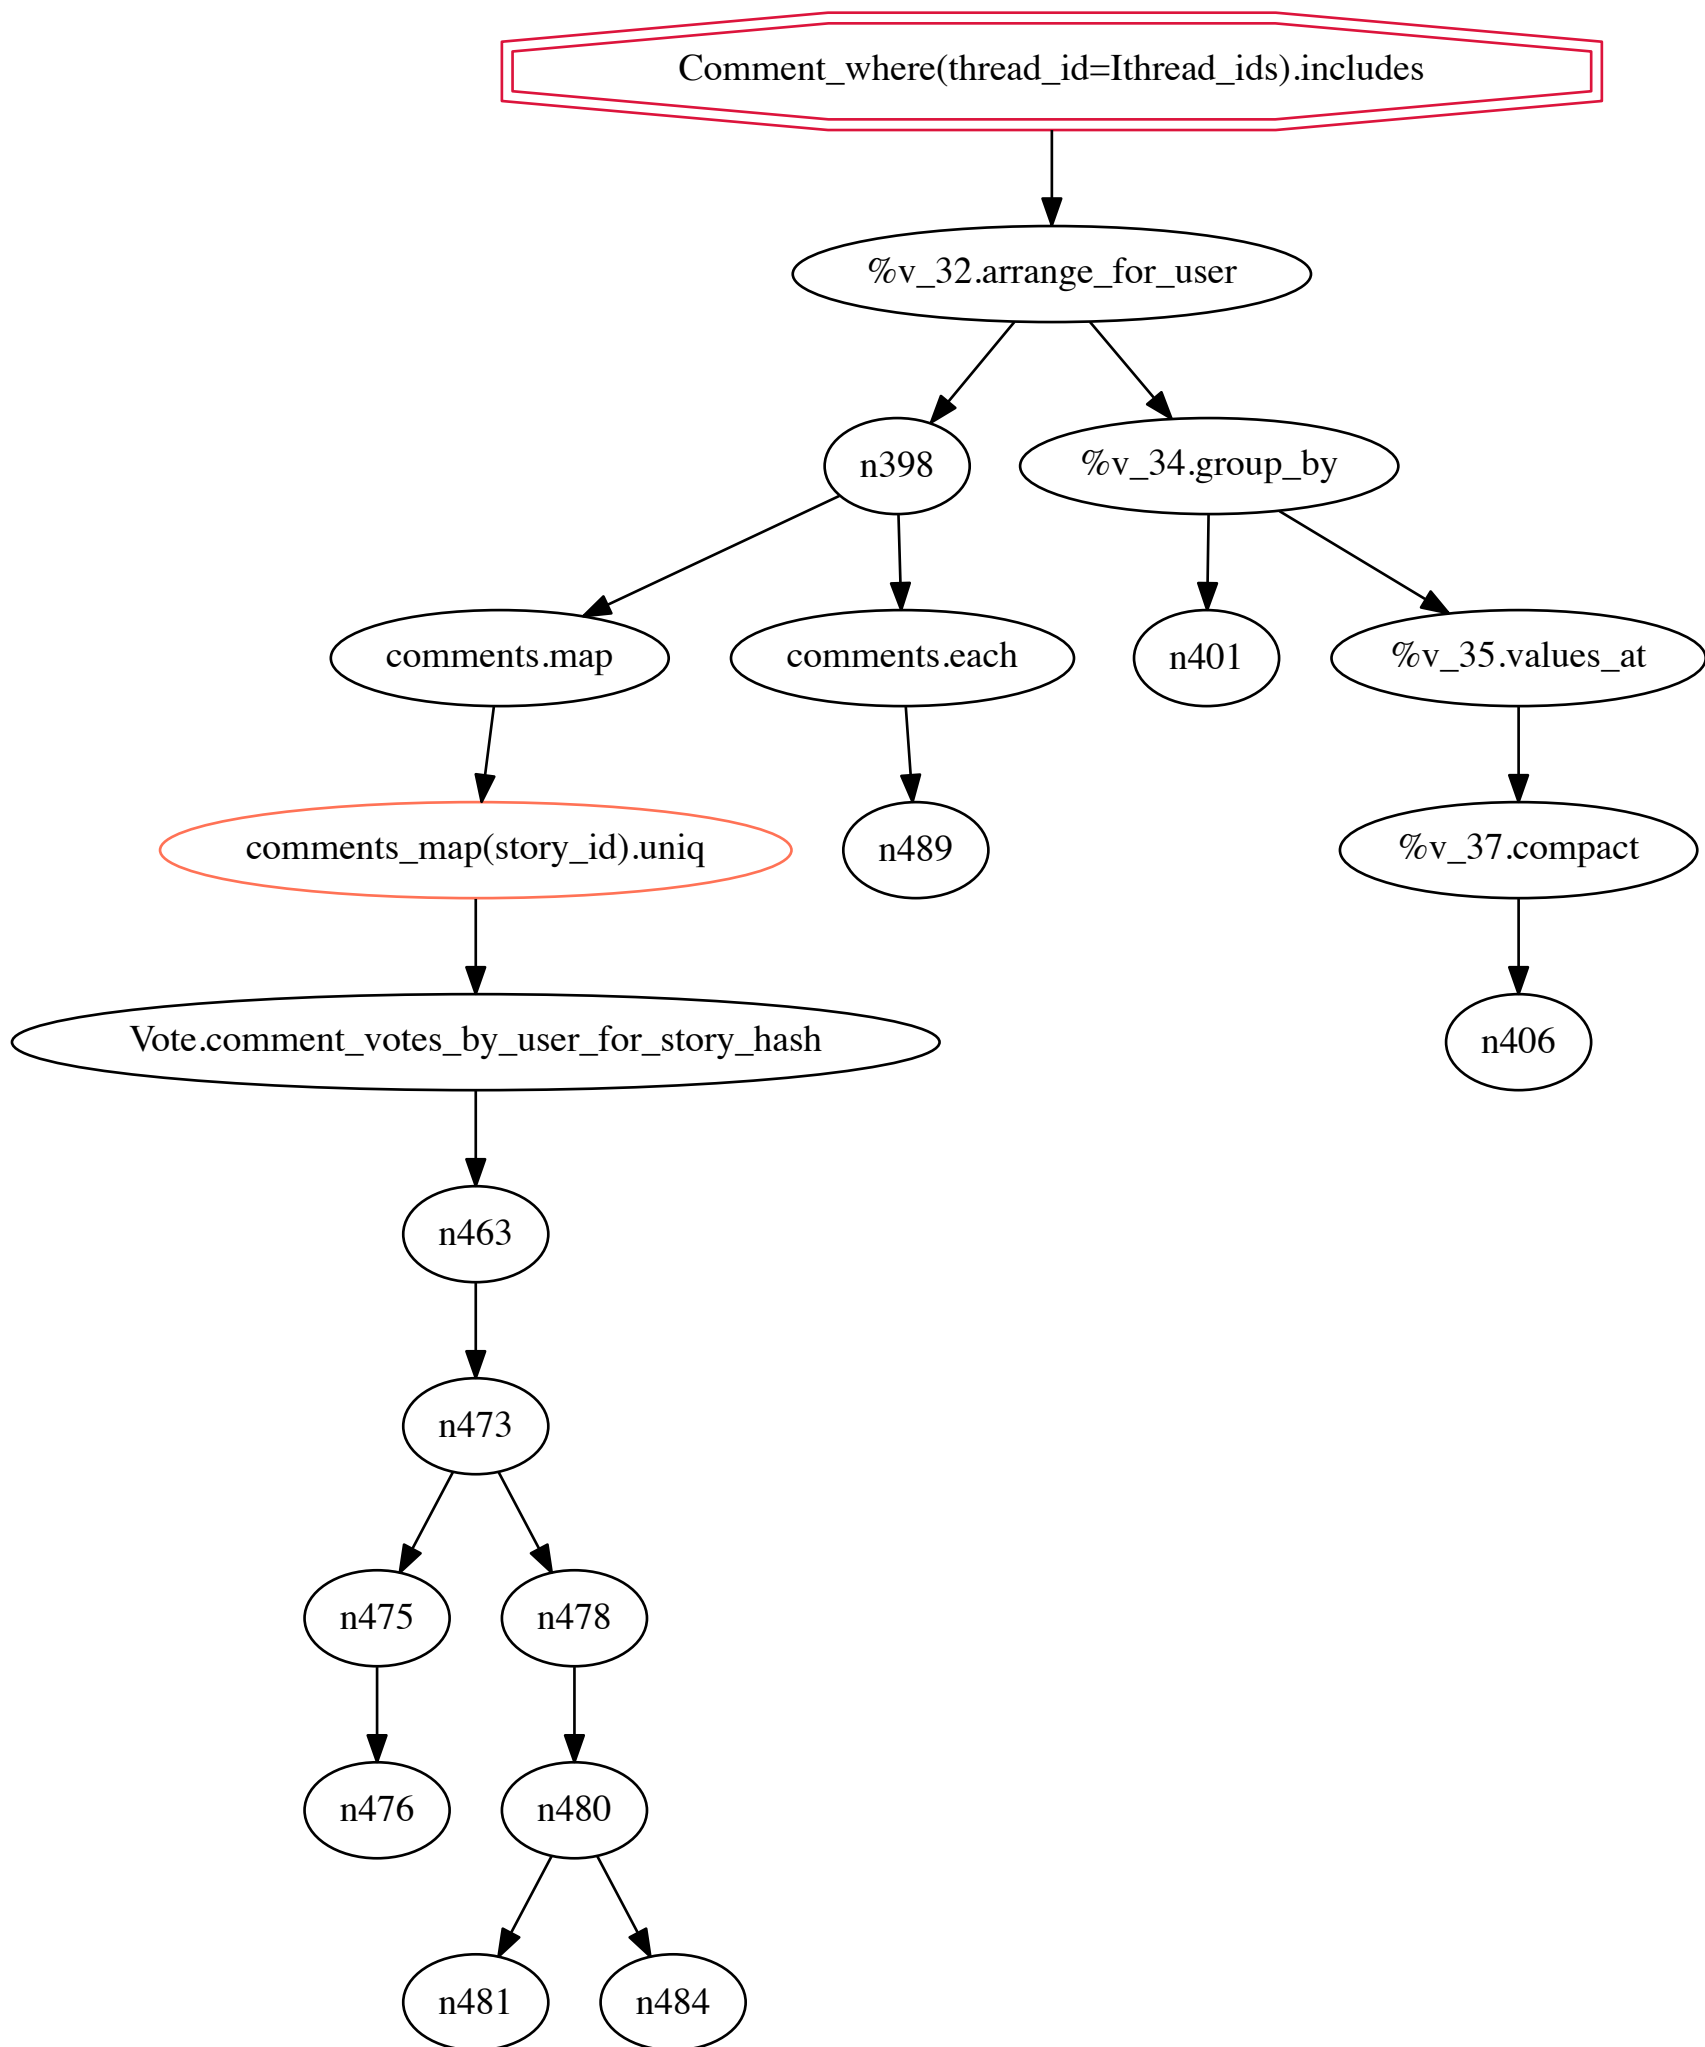 Comment_where(thread_id=Ithread_ids).includes
%v_32.arrange_for_user
n398
%v_34.group_by
comments.map
comments.each
n401
%v_35.values_at
comments_map(story_id).uniq
n489
%v_37.compact
Vote.comment_votes_by_user_for_story_hash
n406
n463
n473
n475
n478
n476
n480
n481
n484